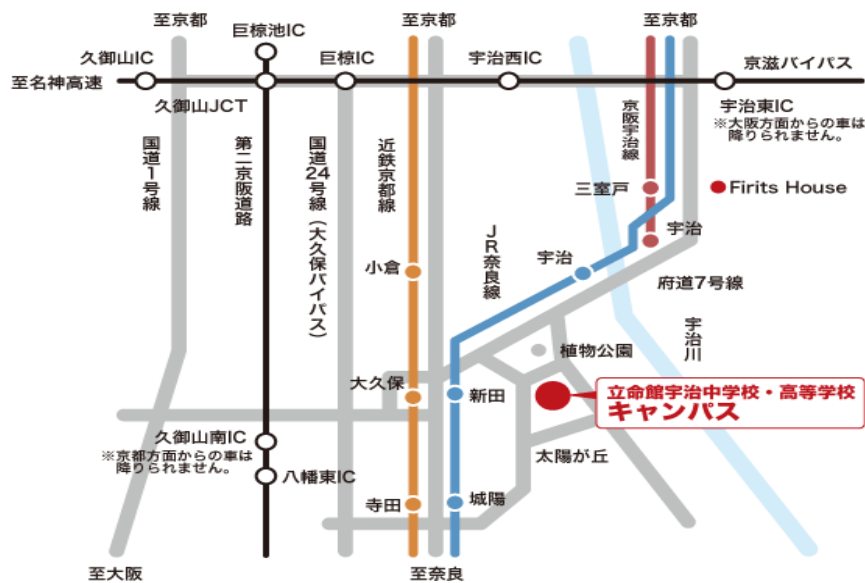 至京都
至京都
至京都
久御山IC
巨椋池IC
巨椋IC
宇治西IC
京滋バイパス
至名神高速
久御山JCT
宇治東IC
※大阪方面からの車は
降りられません。
国道1号線
第二京阪道路
国道24号線（大久保バイパス）
近鉄京都線
京阪宇治線
三室戸
Firits House
宇治
JR奈良線
宇治
小倉
府道7号線
宇治川
植物公園
大久保
新田
立命館宇治中学校・高等学校
キャンパス
久御山南IC
※京都方面からの車は
降りられません。
八幡東IC
太陽が丘
寺田
城陽
至大阪
至奈良